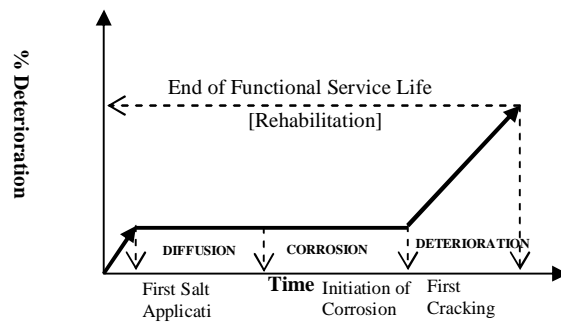 % Deterioration
End of Functional Service Life
[Rehabilitation]
DIFFUSION
CORROSION
DETERIORATION
Time
First Salt
Applicati
Initiation of
Corrosion
First
Cracking